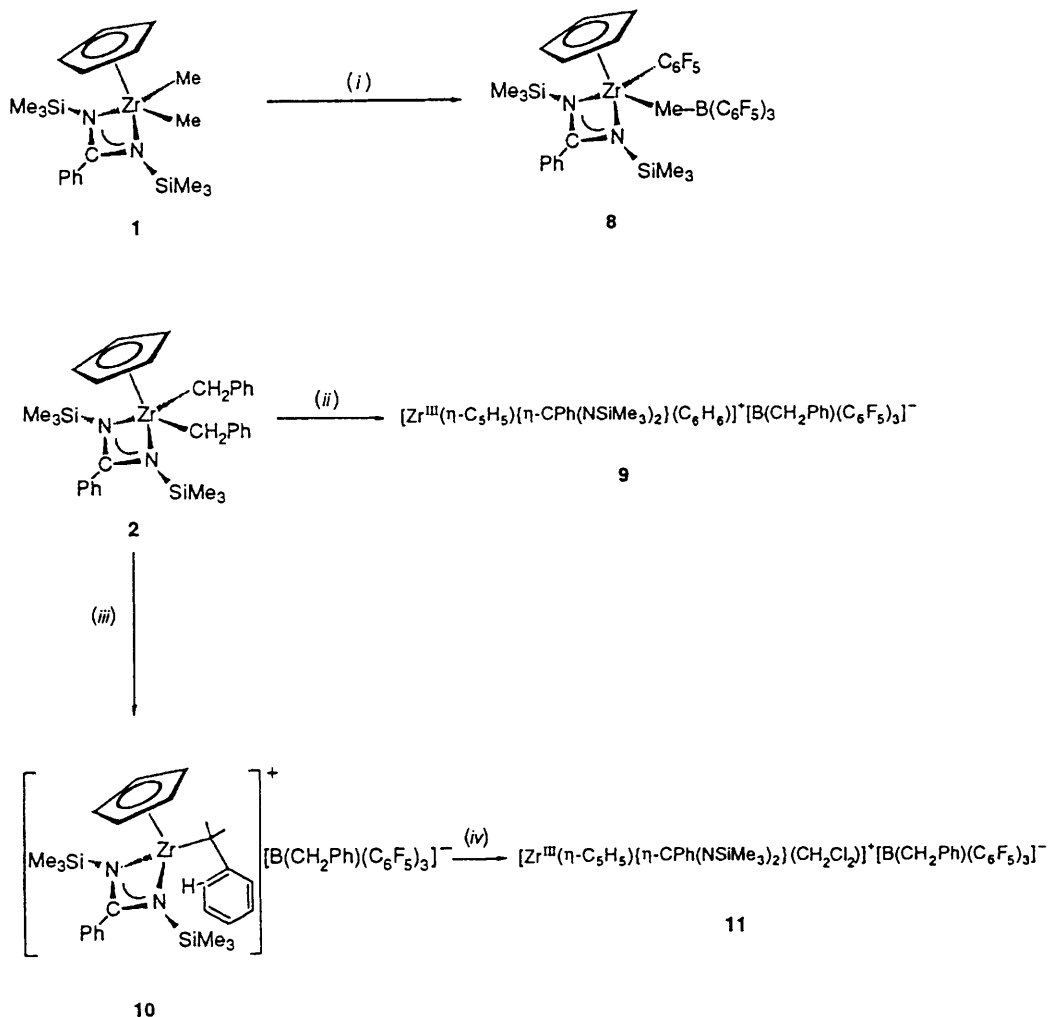 Me₃Si
N
C
Ph
N
SiMe₃
Zr
Me
Me
1
(i)
Me₃Si
N
C
Ph
N
SiMe₃
Zr
C₆F₅
Me–B(C₆F₅)₃
8
Me₃Si
N
C
Ph
N
SiMe₃
Zr
CH₂Ph
CH₂Ph
2
(ii)
[Zrᴵᴵᴵ(η-C₅H₅){η-CPh(NSiMe₃)₂}(C₆H₆)]⁺[B(CH₂Ph)(C₆F₅)₃]⁻
9
(iii)
Me₃Si
N
C
Ph
N
SiMe₃
Zr
H
+
[B(CH₂Ph)(C₆F₅)₃]⁻
10
(iv)
[Zrᴵᴵᴵ(η-C₅H₅){η-CPh(NSiMe₃)₂}(CH₂Cl₂)]⁺[B(CH₂Ph)(C₆F₅)₃]⁻
11